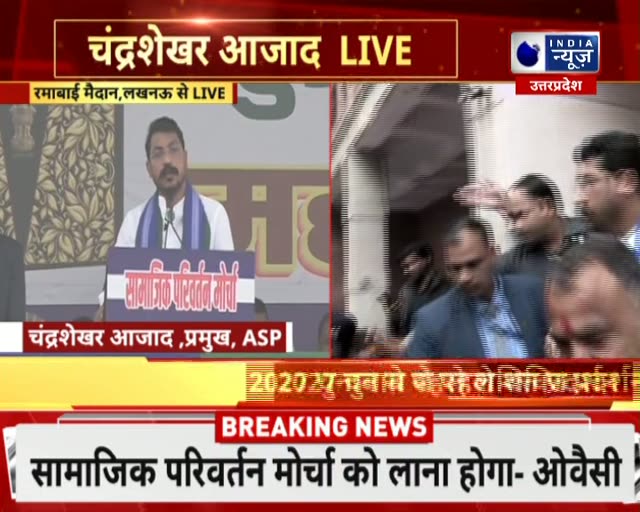 चंद्रशेखर आजाद LIVE
INDIA
न्यूज़
उत्तरप्रदेश
रमाबाई मैदान,लखनऊ से LIVE
सामाजिक परिवर्तन मोर्चा
चंद्रशेखर आजाद ,प्रमुख, ASP
BREAKING NEWS
सामाजिक परिवर्तन मोर्चा को लाना होगा- ओवैसी